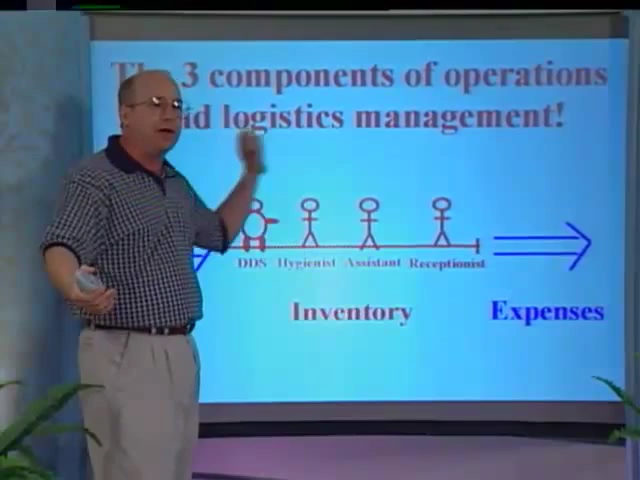 3 components of operations
logistics management!
DDS Hygienist Assistant Receptionist
Inventory Expenses